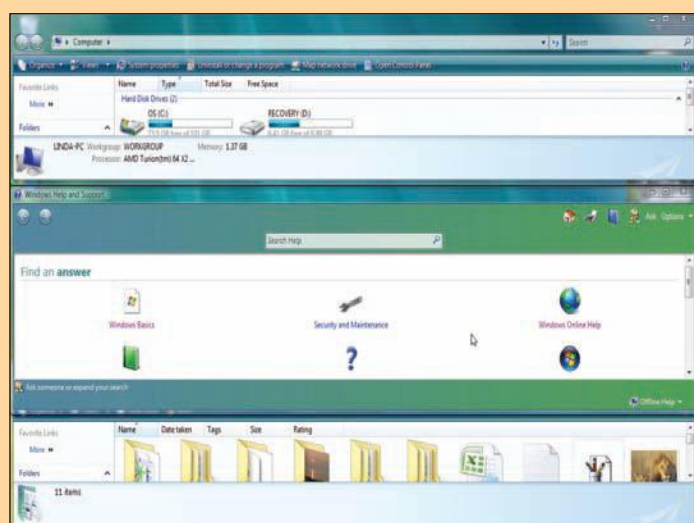 Computer
Search
Organize Views System properties Uninstall or change a program Map network drive Open Control Panel
Favorite Links Name Type Total Size Free Space
More » Hard Disk Drives (2)
OS (C:) RECOVERY (D:)
Folders
LINDA-PC Workgroup: WORKGROUP Memory: 1.37 GB
Processor: AMD Turion(tm) 64 X2 ...
Windows Help and Support
Ask Options
Search Help
Find an answer
Windows Basics Security and Maintenance Windows Online Help
Ask someone or expand your search
Offline Help
Favorite Links Name Date taken Tags Size Rating
More »
Folders
11 items